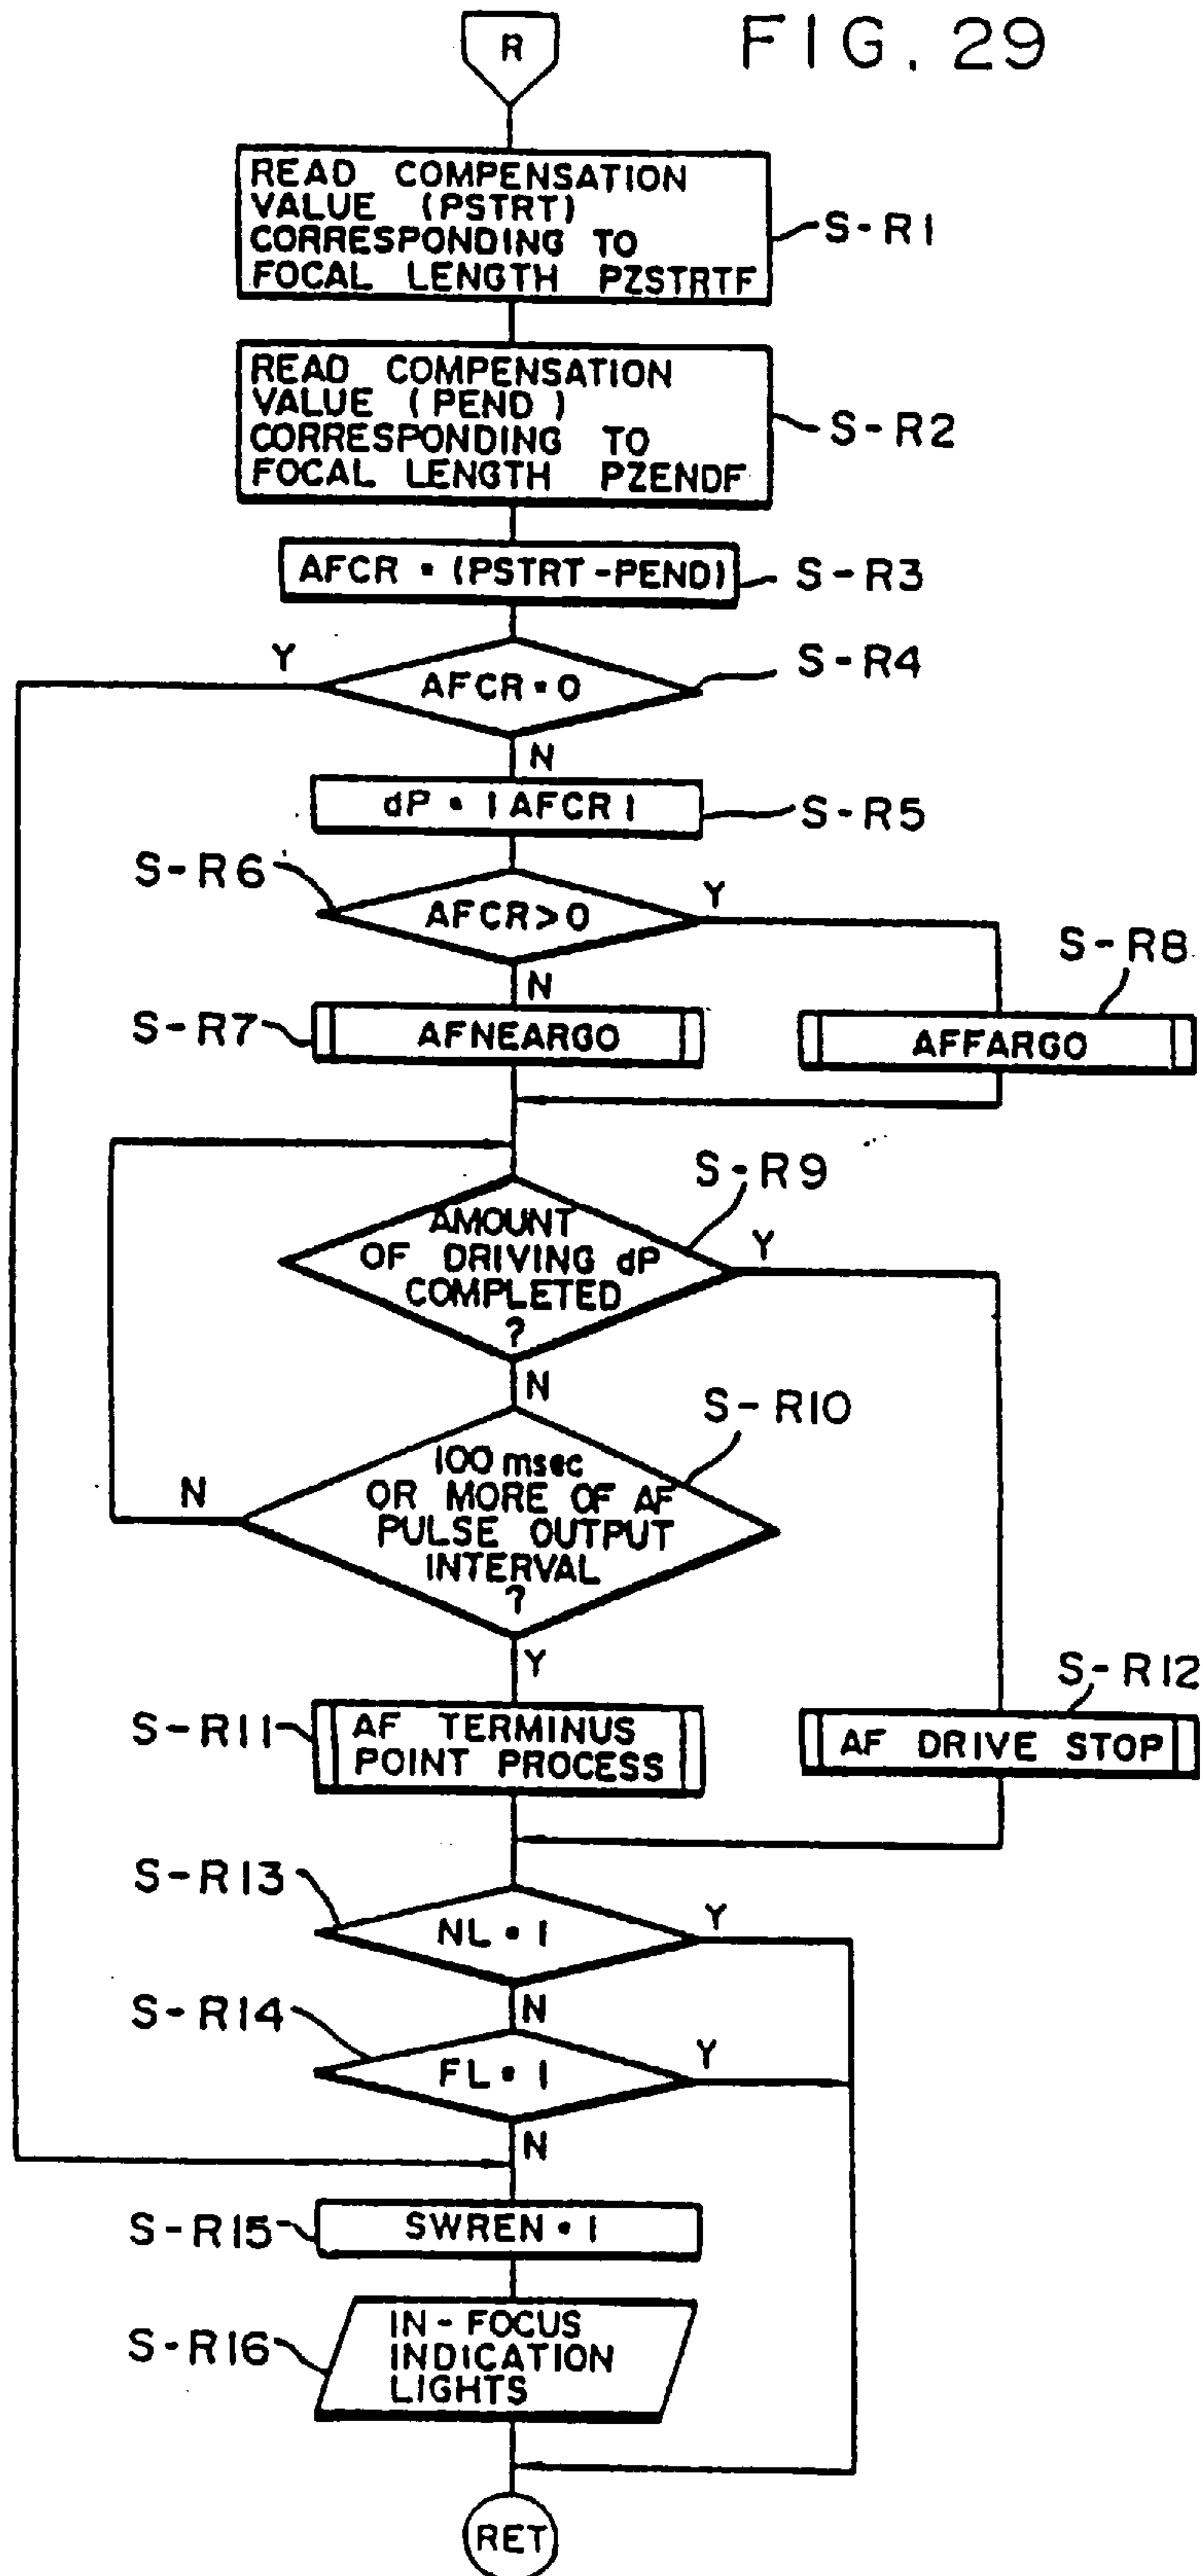 FIG. 29
R
READ COMPENSATION
VALUE (PSTRT)
CORRESPONDING TO
FOCAL LENGTH PZSTRTF
S-R1
READ COMPENSATION
VALUE (PEND)
CORRESPONDING TO
FOCAL LENGTH PZENDF
S-R2
AFCR = (PSTRT-PEND)
S-R3
Y
AFCR = 0
S-R4
N
dP = |AFCR|
S-R5
S-R6
AFCR>0
Y
N
S-R7
AFNEARGO
S-R8
AFFARGO
S-R9
AMOUNT
OF DRIVING dP
COMPLETED
?
Y
N
S-R10
100 msec
OR MORE OF AF
PULSE OUTPUT
INTERVAL
?
N
Y
S-R11
AF TERMINUS
POINT PROCESS
S-R12
AF DRIVE STOP
S-R13
NL = 1
Y
N
S-R14
FL = 1
Y
N
S-R15
SWREN = 1
S-R16
IN-FOCUS
INDICATION
LIGHTS
RET